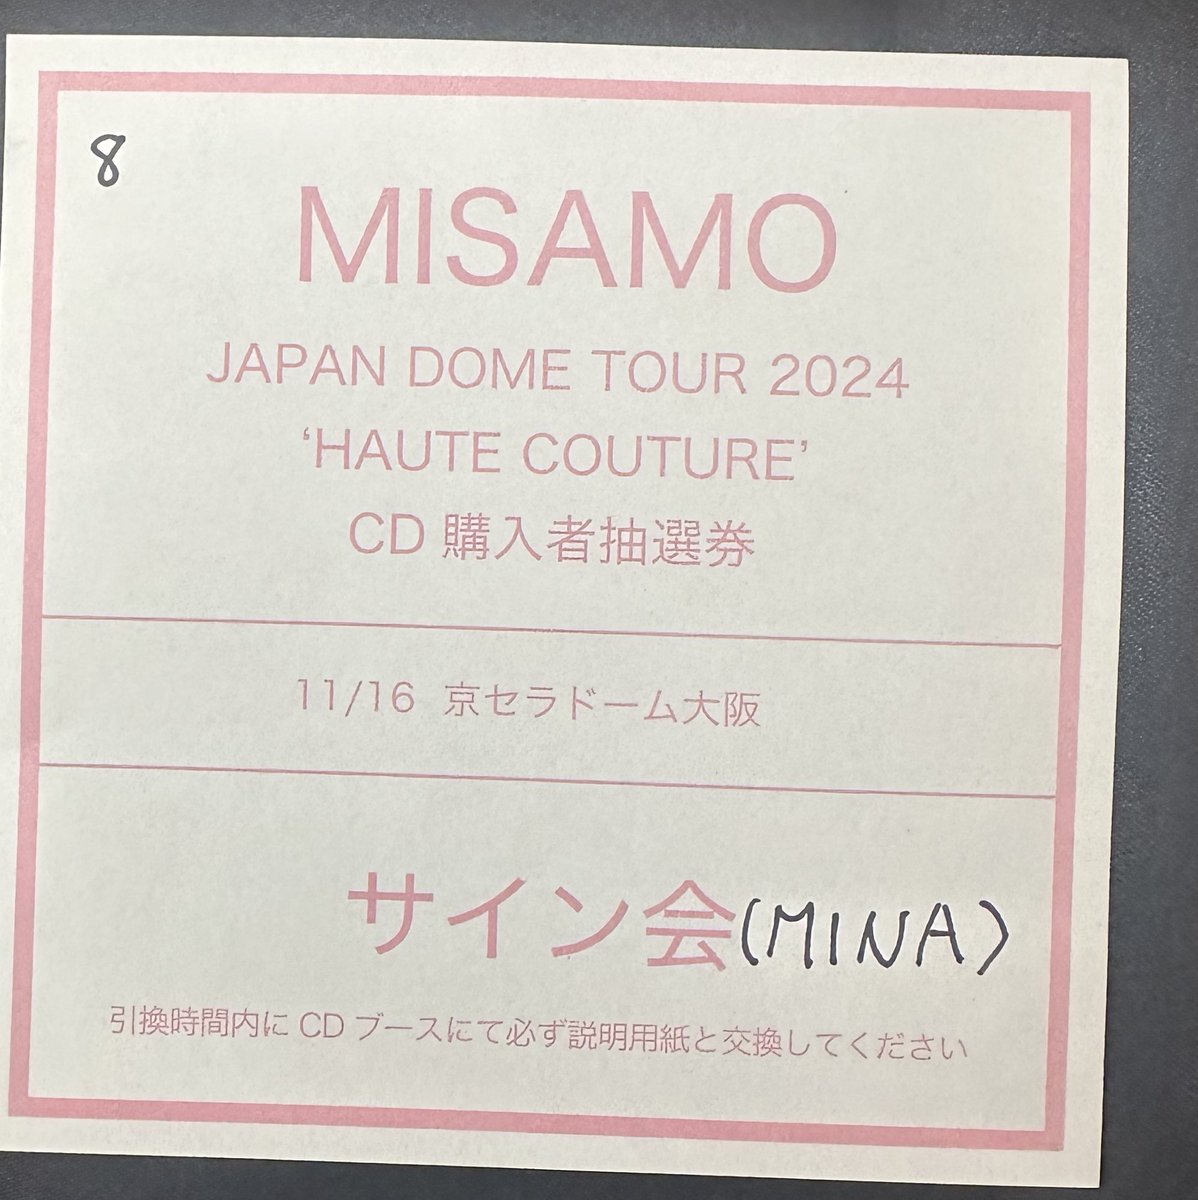 8
MISAMO
JAPAN DOME TOUR 2024
‘HAUTE COUTURE’
CD 購入者抽選券
11/16 京セラドーム大阪
サイン会(MINA)
引換時間内に CD ブースにて必ず説明用紙と交換してください